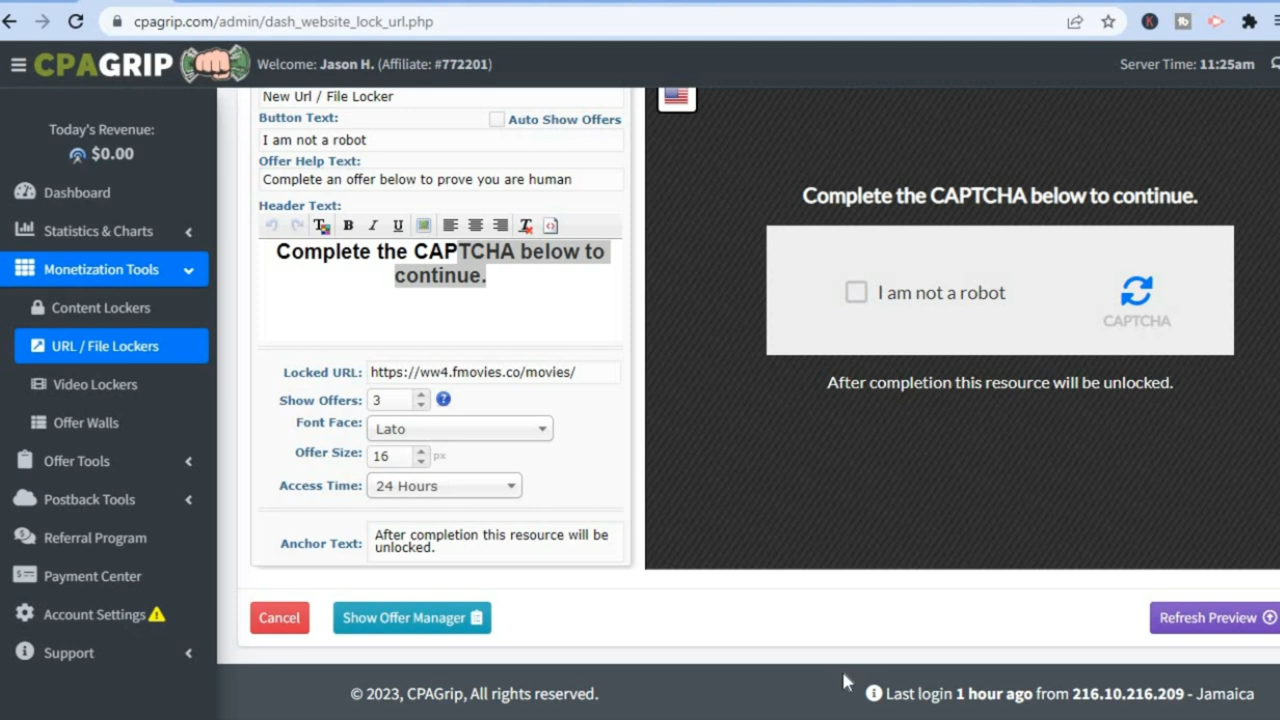 cpagrip.com/admin/dash_website_lock_url.php
CPAGRIP
Welcome: Jason H. (Affiliate: #772201)
Server Time: 11:25am
Today's Revenue:
$0.00
Dashboard
Statistics & Charts
Monetization Tools
Content Lockers
URL / File Lockers
Video Lockers
Offer Walls
Offer Tools
Postback Tools
Referral Program
Payment Center
Account Settings
Support
New Url / File Locker
Button Text:
Auto Show Offers
I am not a robot
Offer Help Text:
Complete an offer below to prove you are human
Header Text:
B I U
Complete the CAPTCHA below to
continue.
Locked URL: https://ww4.fmovies.co/movies/
Show Offers: 3
Font Face: Lato
Offer Size: 16 px
Access Time: 24 Hours
Anchor Text: After completion this resource will be
unlocked.
Complete the CAPTCHA below to continue.
I am not a robot
CAPTCHA
After completion this resource will be unlocked.
Cancel
Show Offer Manager
Refresh Preview
© 2023, CPAGrip, All rights reserved.
Last login 1 hour ago from 216.10.216.209 - Jamaica